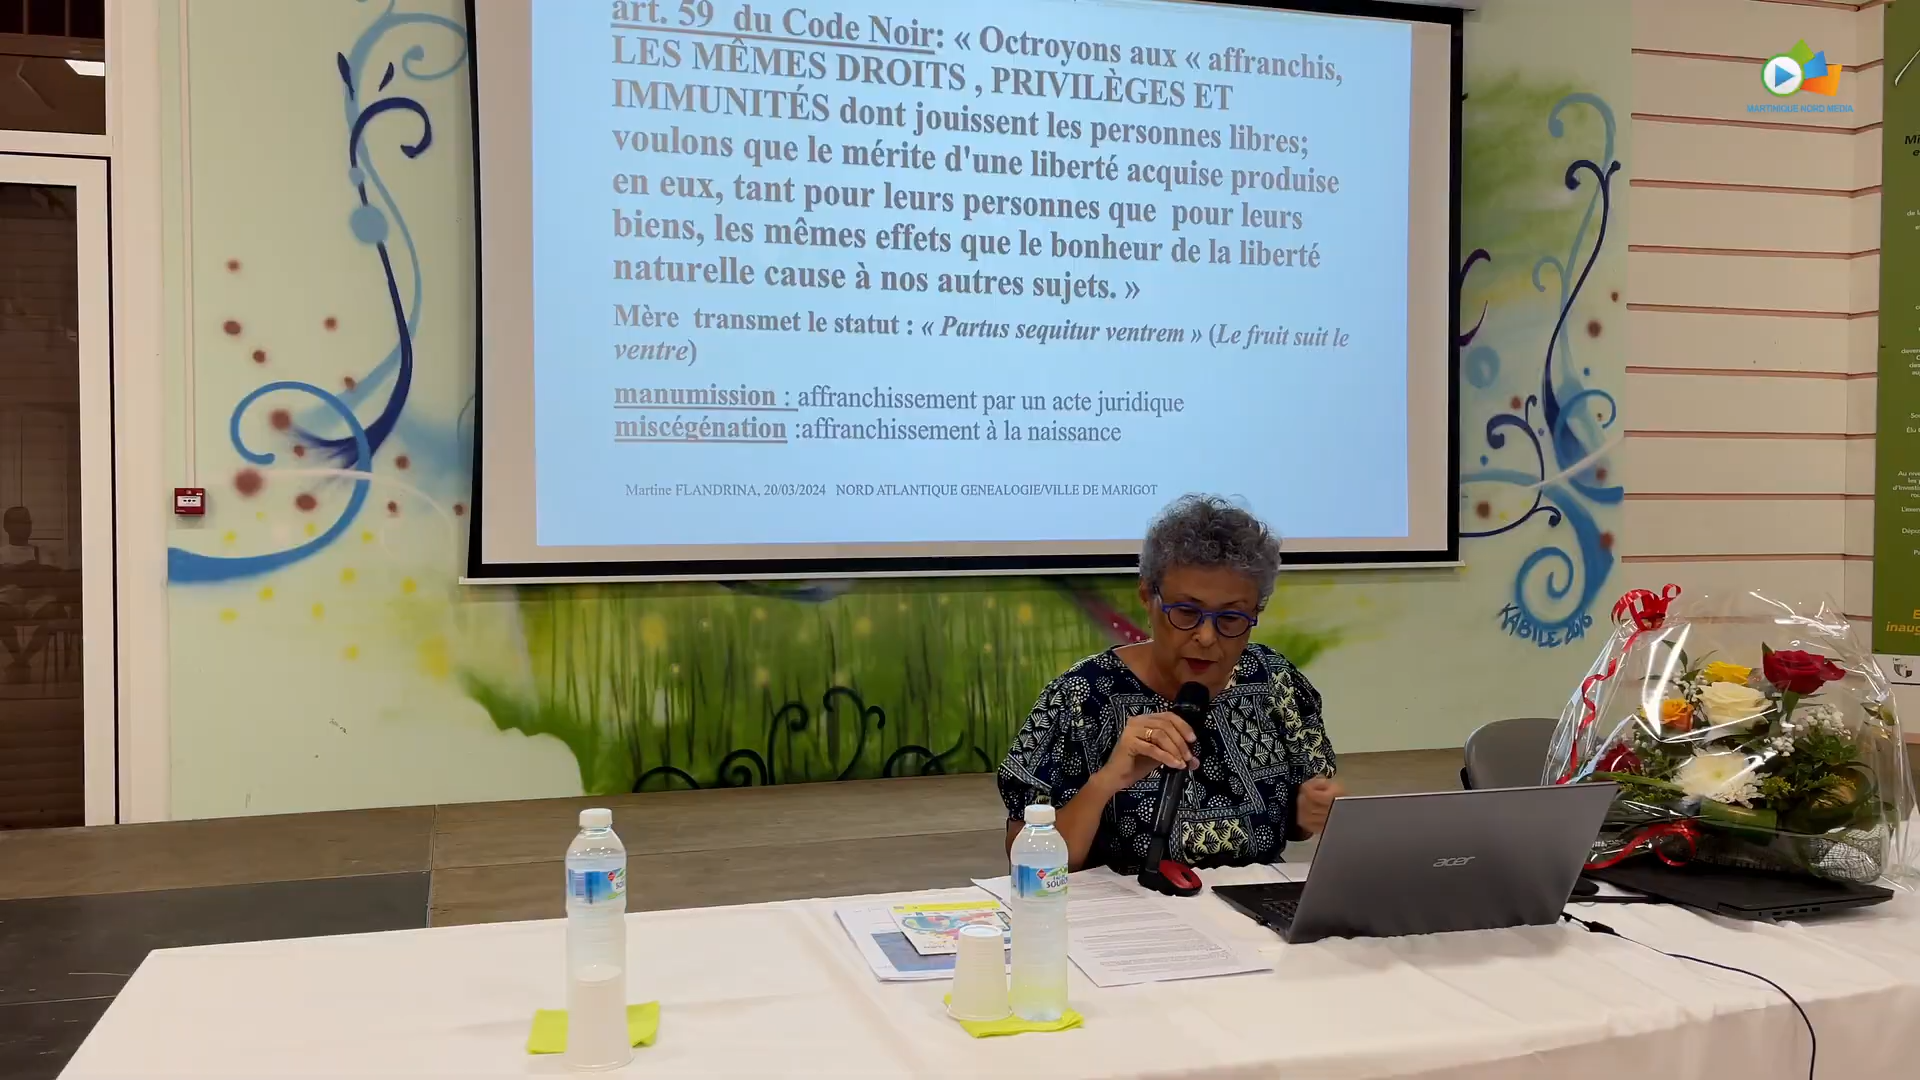 art. 59 du Code Noir: « Octroyons aux « affranchis,
LES MÊMES DROITS , PRIVILÈGES ET
IMMUNITÉS dont jouissent les personnes libres;
voulons que le mérite d'une liberté acquise produise
en eux, tant pour leurs personnes que pour leurs
biens, les mêmes effets que le bonheur de la liberté
naturelle cause à nos autres sujets. »
Mère transmet le statut : « Partus sequitur ventrem » (Le fruit suit le
ventre)
manumission : affranchissement par un acte juridique
miscégénation :affranchissement à la naissance
Martine FLANDRINA, 20/03/2024 NORD ATLANTIQUE GENEALOGIE/VILLE DE MARIGOT
MARTINIQUE NORD MEDIA
KABILE 2016
acer